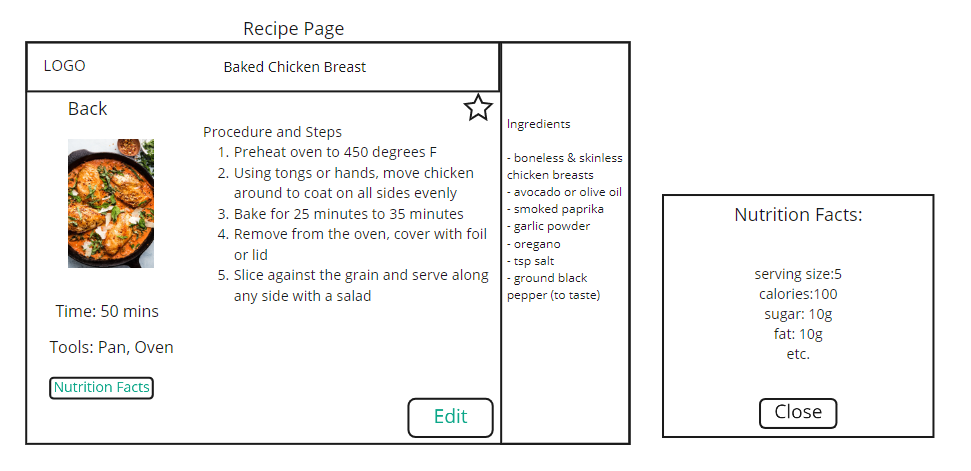 Recipe Page
LOGO
Baked Chicken Breast
Back
Procedure and Steps
1. Preheat oven to 450 degrees F
2. Using tongs or hands, move chicken
around to coat on all sides evenly
3. Bake for 25 minutes to 35 minutes
4. Remove from the oven, cover with foil
or lid
5. Slice against the grain and serve along
any side with a salad
Time: 50 mins
Tools: Pan, Oven
Nutrition Facts
Edit
Ingredients
- boneless & skinless
chicken breasts
- avocado or olive oil
- smoked paprika
- garlic powder
- oregano
- tsp salt
- ground black
pepper (to taste)
Nutrition Facts:
serving size:5
calories:100
sugar: 10g
fat: 10g
etc.
Close